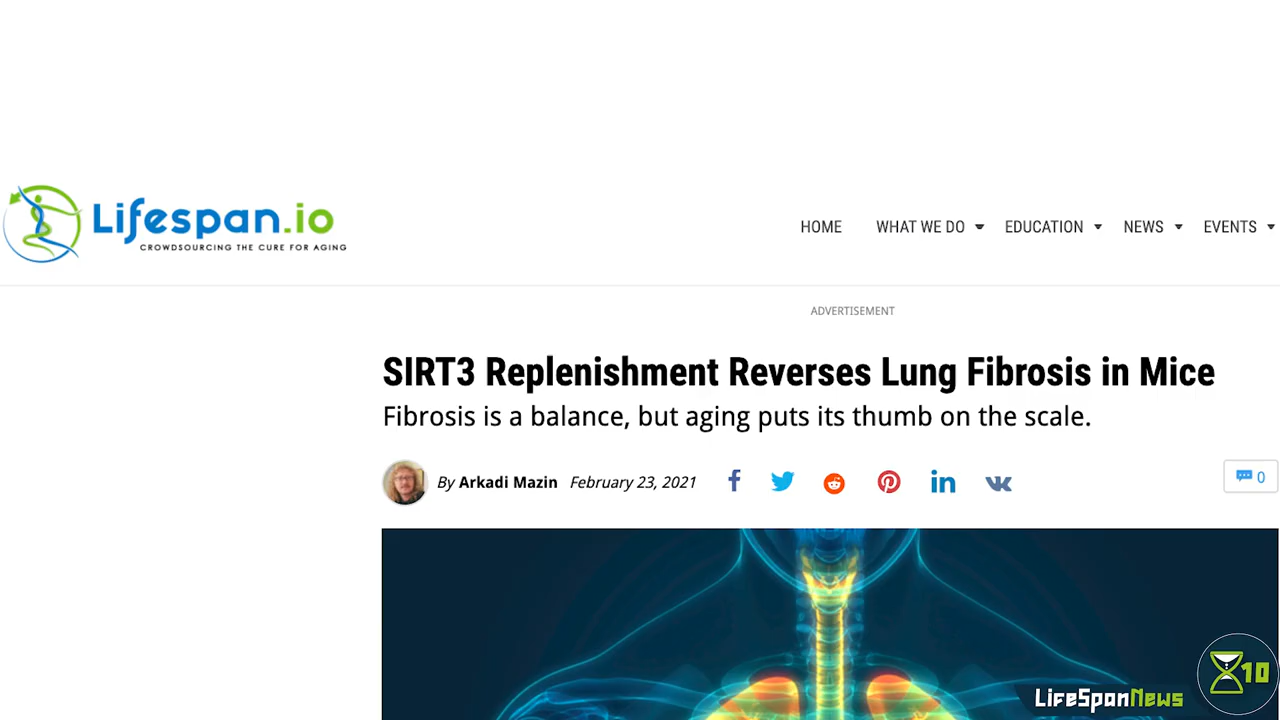 Lifespan.io
CROWDSOURCING THE CURE FOR AGING
HOME WHAT WE DO EDUCATION NEWS EVENTS
ADVERTISEMENT
SIRT3 Replenishment Reverses Lung Fibrosis in Mice
Fibrosis is a balance, but aging puts its thumb on the scale.
By Arkadi Mazin February 23, 2021
0
LifeSpanNews
10